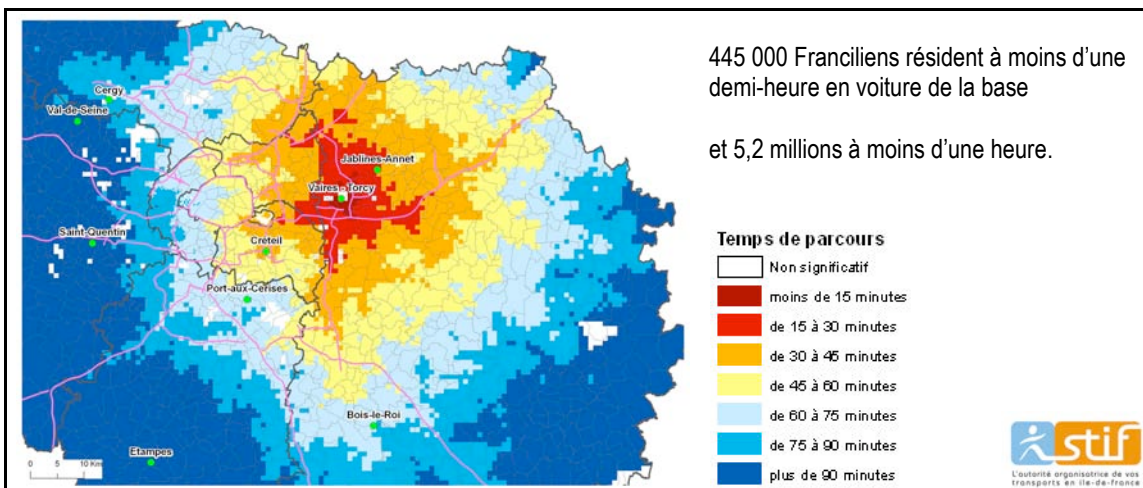 445 000 Franciliens résident à moins d’une
demi-heure en voiture de la base
et 5,2 millions à moins d’une heure.
Cergy
Val-de-Seine
Jablines-Annet
Vaires-Torcy
Saint-Quentin
Créteil
Port-aux-Cerises
Bois-le-Roi
Etampes
0 5 10 Km
Temps de parcours
Non significatif
moins de 15 minutes
de 15 à 30 minutes
de 30 à 45 minutes
de 45 à 60 minutes
de 60 à 75 minutes
de 75 à 90 minutes
plus de 90 minutes
stif
L'autorité organisatrice de vos
transports en île-de-france